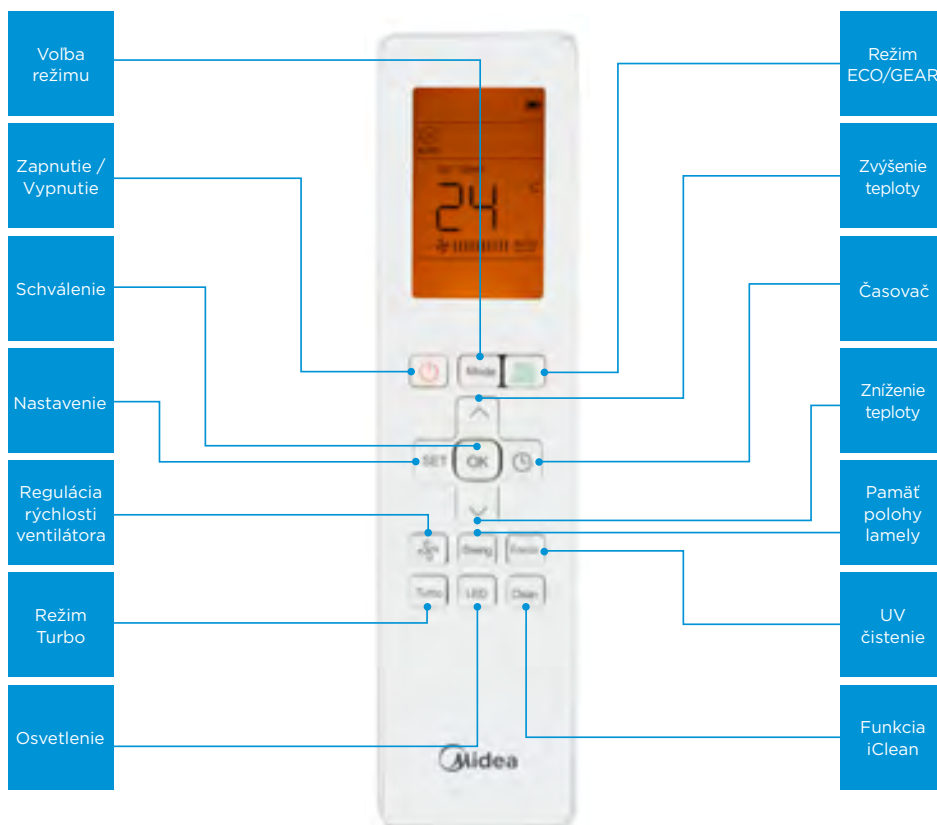 Voľba
režimu
Zapnutie /
Vypnutie
Schválenie
Nastavenie
Regulácia
rýchlosti
ventilátora
Režim
Turbo
Osvetlenie
24
Mode
SET
OK
Swing
Turbo
LED
Clean
Midea
Režim
ECO/GEAR
Zvýšenie
teploty
Časovač
Zníženie
teploty
Pamäť
polohy
lamely
UV
čistenie
Funkcia
iClean